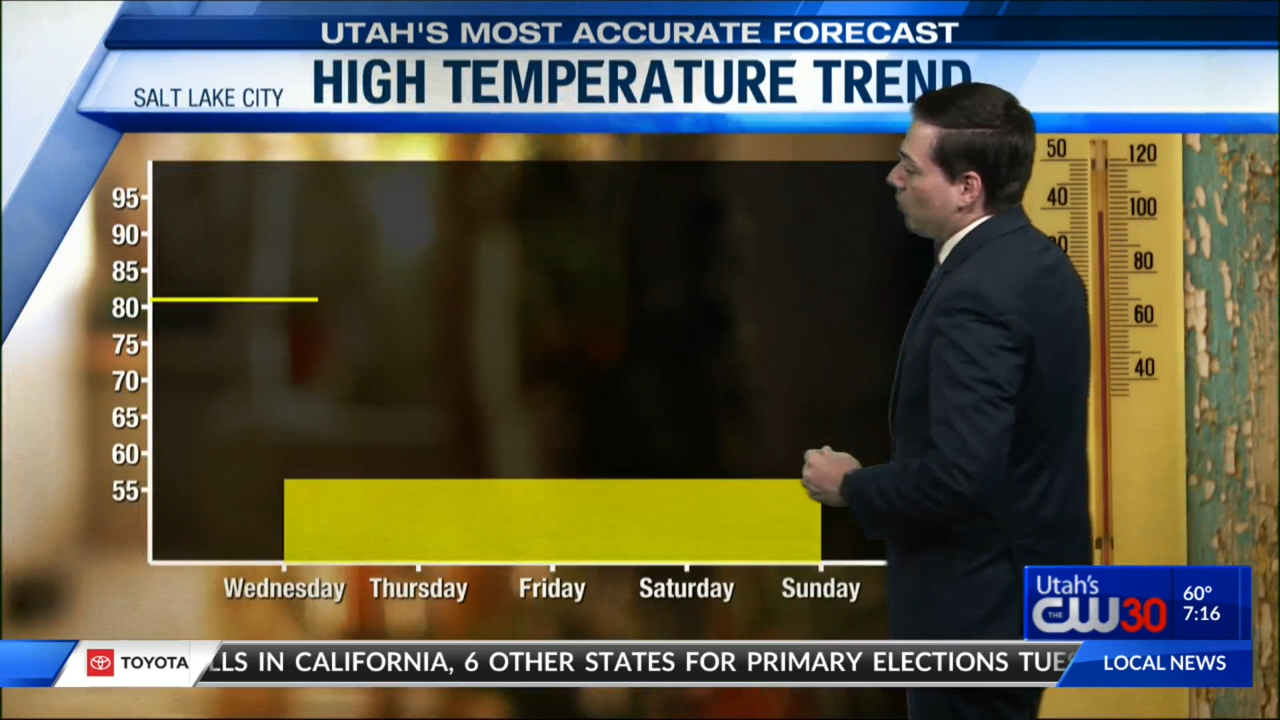 UTAH'S MOST ACCURATE FORECAST
SALT LAKE CITY HIGH TEMPERATURE TREND
50 120
95
40 100
90
85 80
80
75 60
70
65 40
60
55
Wednesday Thursday Friday Saturday Sunday
Utah's
THE CW30
60°
7:16
TOYOTA
IN CALIFORNIA, 6 OTHER STATES FOR PRIMARY ELECTIONS
LOCAL NEWS